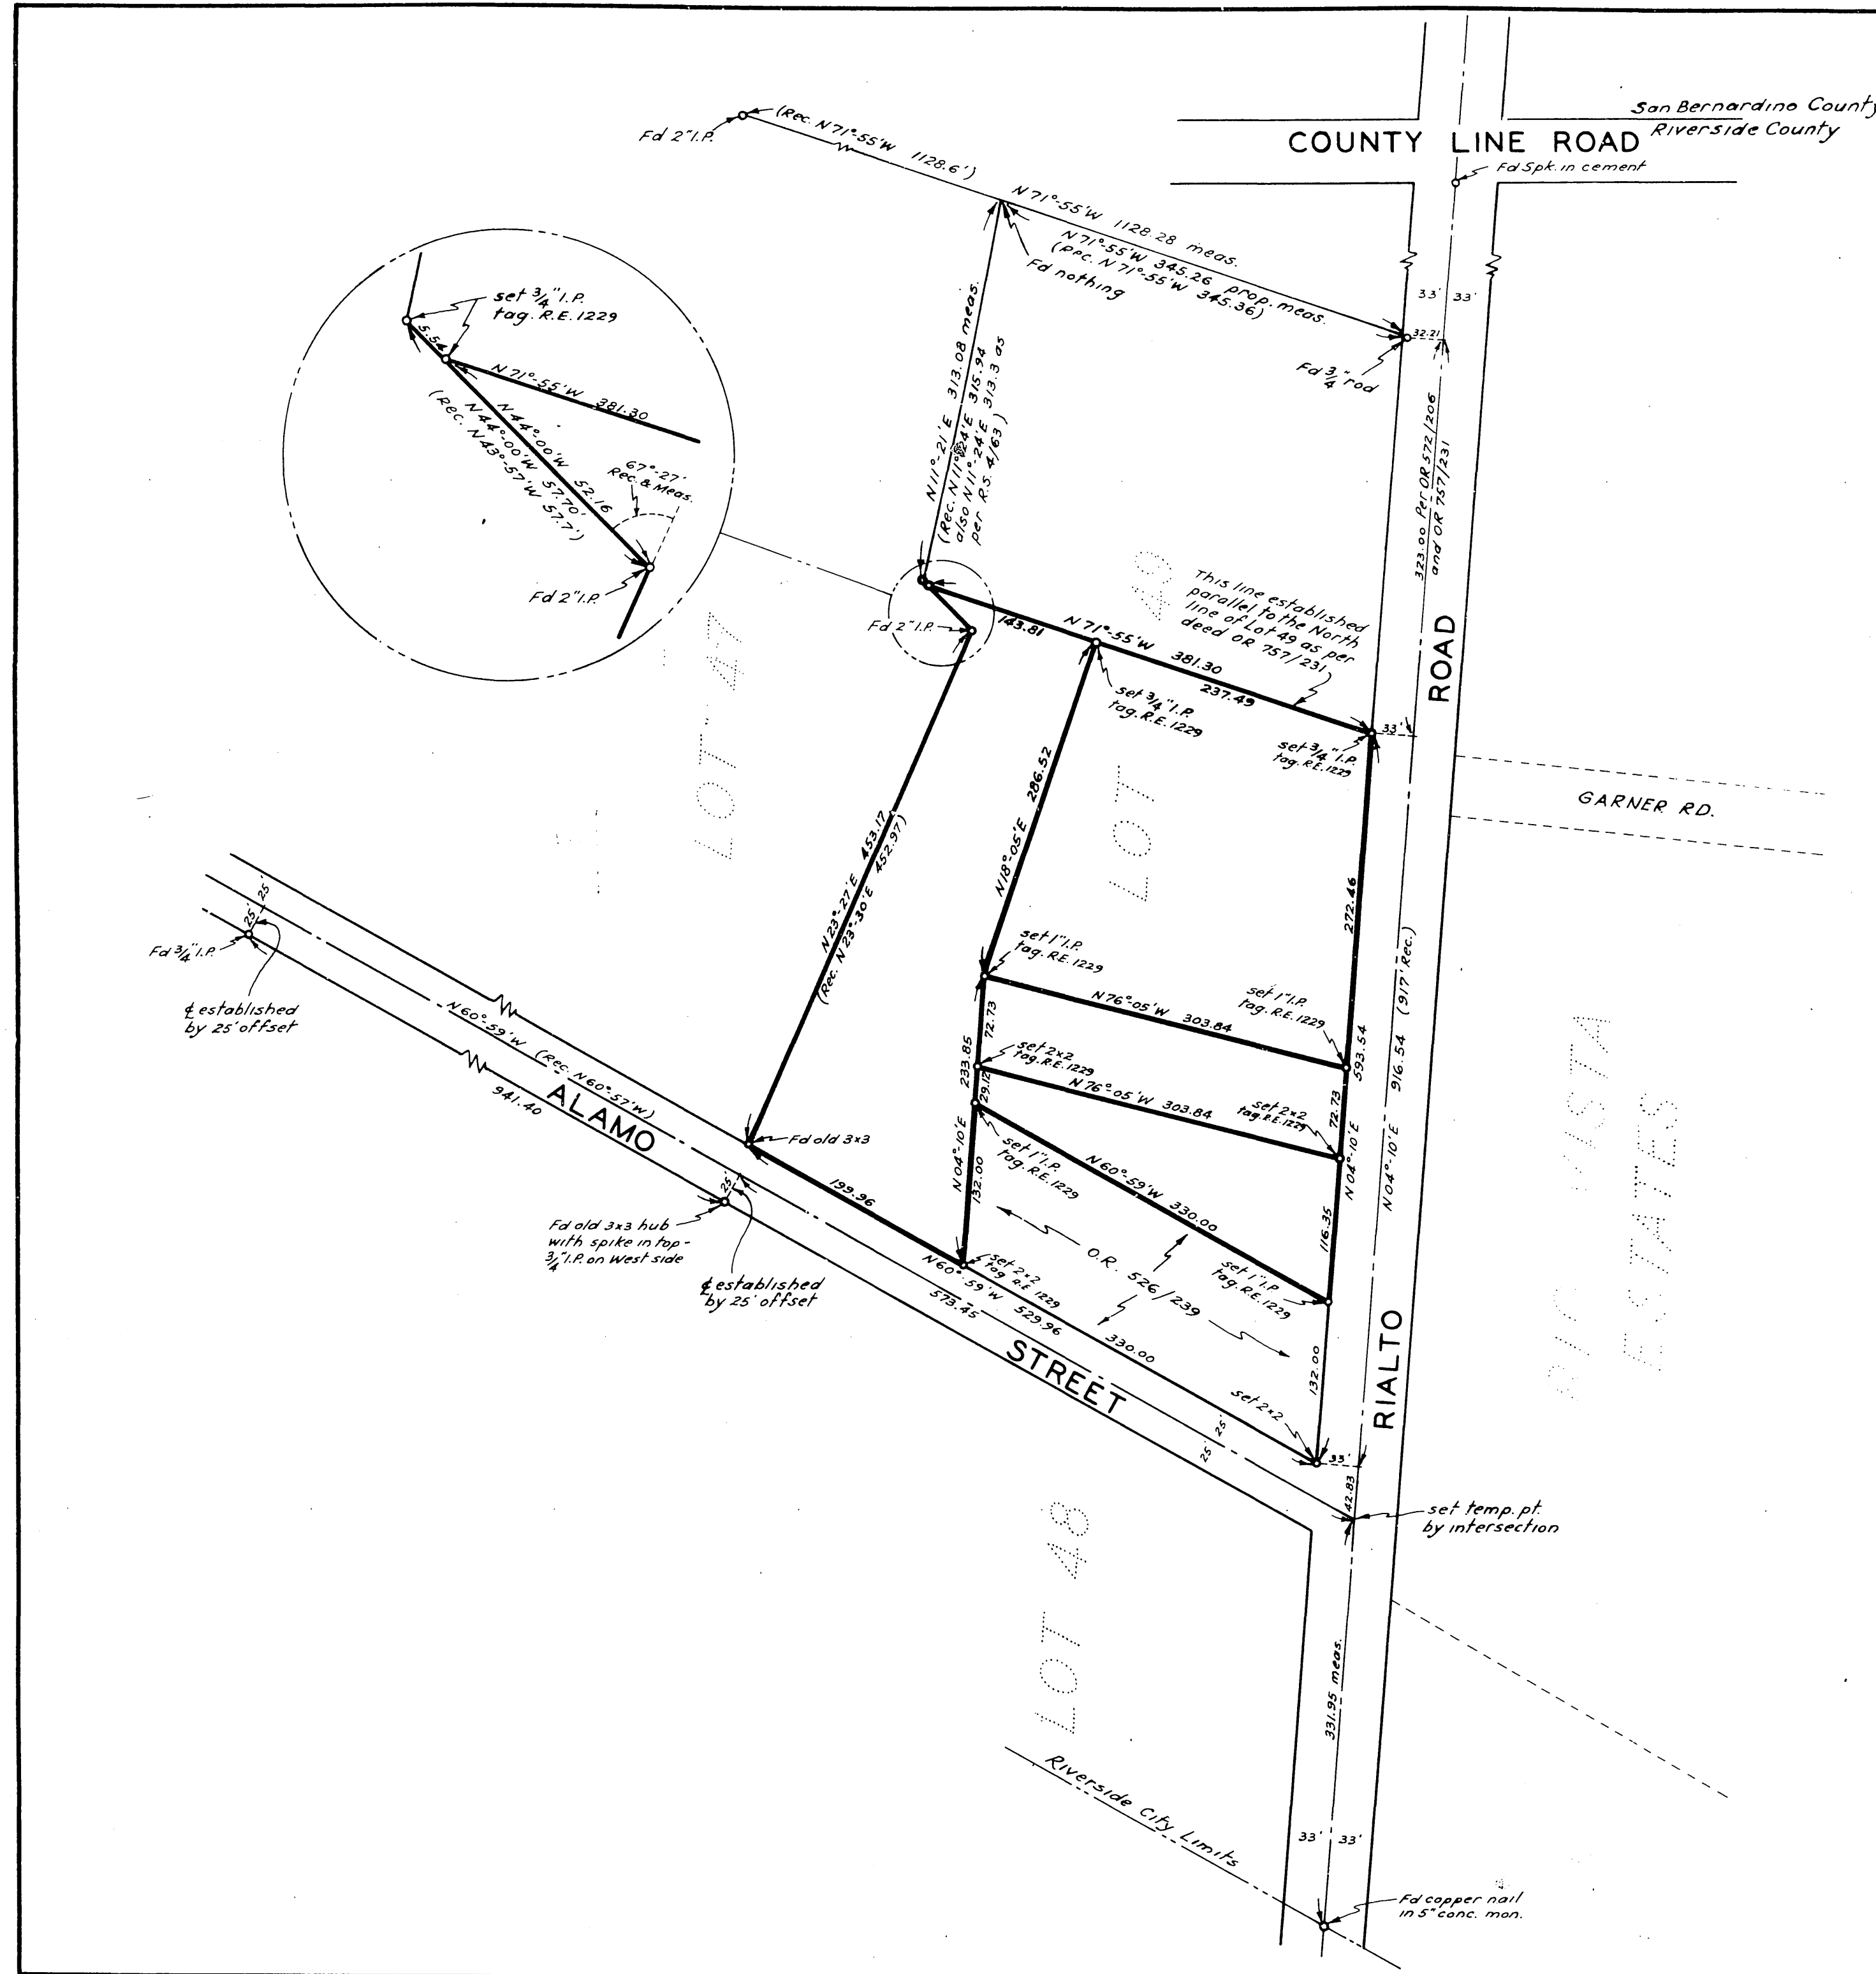 San Bernardino County
Riverside County
COUNTY LINE ROAD
Fd Spk. in cement
Fd 2" I.P.
(Rec. N71°-55'W 1128.6')
N71°-55'W 1128.28 meas.
N71°-55'W 345.26 prop. meas.
(Rec. N71°-55'W 345.36)
Fd nothing
33' 33'
32.21
Fd 3/4" rod
set 3/4" I.P.
tag. R.E. 1229
5.54
N71°-55'W 381.30
N44°-00'W 52.16
N44°-00'W 57.70'
(Rec. N43°-57'W 57.7')
67°-27'
Rec. & Meas.
Fd 2" I.P.
N11°-21'E 313.08 meas.
(Rec. N11°-24'E 315.94
also N11°-24'E 313.3 as
per R.S. 4/63)
323.00 Per OR 572/206
and OR 757/231
This line established
parallel to the North
line of Lot 49 as per
deed OR 757/231
Fd 2" I.P.
143.81
N71°-55'W 381.30
237.49
set 3/4" I.P.
tag. R.E. 1229
set 3/4" I.P.
tag. R.E. 1229
33'
ROAD
LOT 47
LOT 49
GARNER RD.
N18°-05'E 286.52
272.46
N23°-27'E 453.17
(Rec. N23°-30'E 452.97)
25' 25'
Fd 3/4" I.P.
℄ established
by 25' offset
N60°-59'W (Rec. N60°-57'W)
941.40
ALAMO
set 1" I.P.
tag. R.E. 1229
N76°-05'W 303.84
set 1" I.P.
tag. R.E. 1229
72.73
233.85
set 2x2
tag. R.E. 1229
29.12
N76°-05'W 303.84
set 2x2
tag. R.E. 1229
593.54
72.73
N04°-10'E
N04°-10'E 916.54 (917' Rec.)
Fd old 3x3
199.96
N04°-10'E
132.00
set 1" I.P.
tag. R.E. 1229
N60°-59'W 330.00
116.35
set 1" I.P.
tag. R.E. 1229
25'
Fd old 3x3 hub
with spike in top-
3/4" I.P. on West side
℄ established
by 25' offset
set 2x2
tag R.E. 1229
N60°-59'W 529.96
573.45
O.R. 526/239
330.00
132.00
set 2x2
STREET
25' 25'
33'
RIALTO
VISTA
ESTATES
42.83
set temp. pt.
by intersection
LOT 48
331.95 meas.
Riverside City Limits
33' 33'
Fd copper nail
in 5" conc. mon.